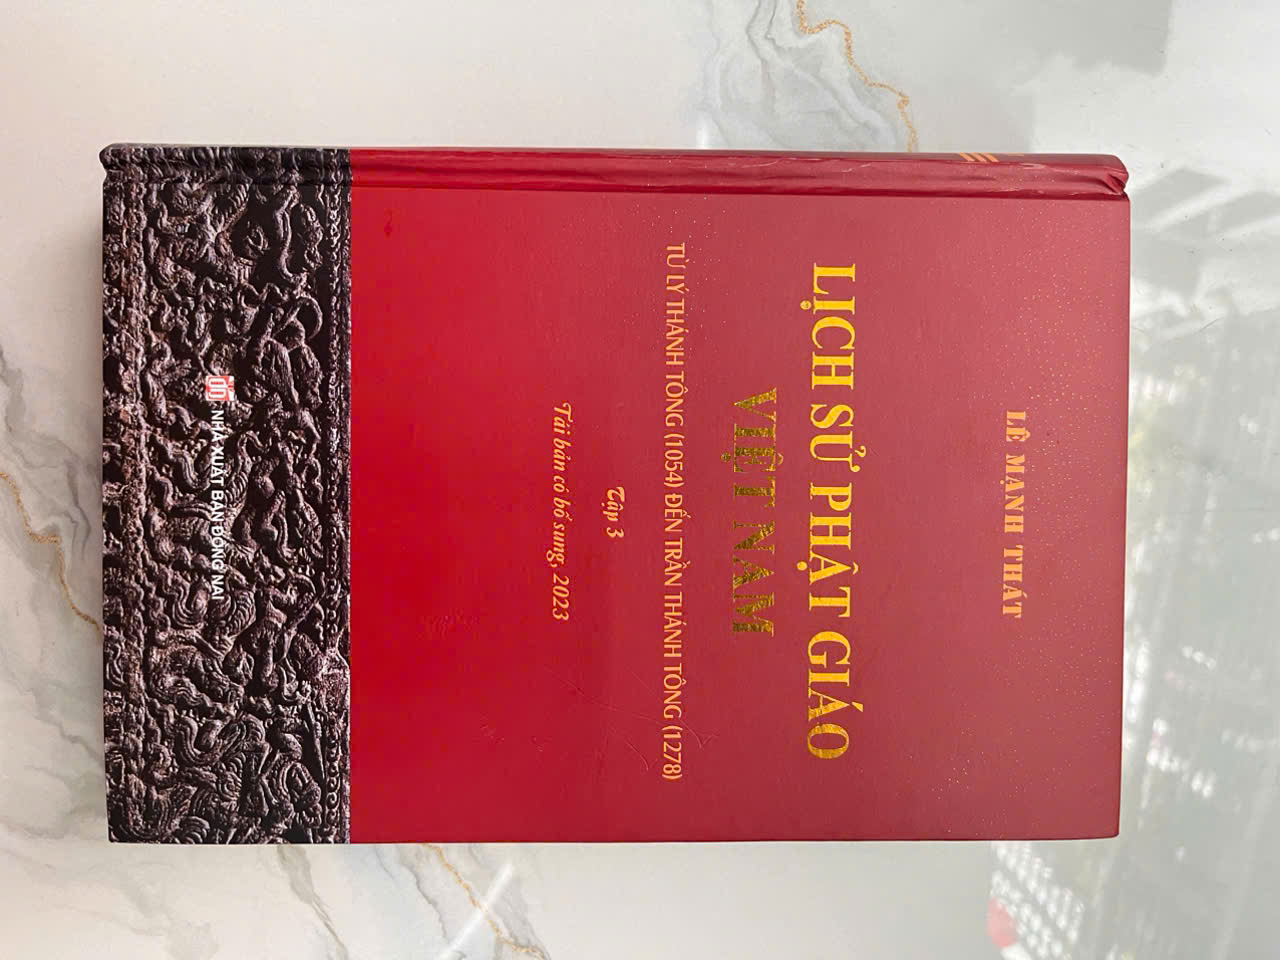 LÊ MẠNH THÁT
LỊCH SỬ PHẬT GIÁO
VIỆT NAM
TỪ LÝ THÁNH TÔNG (1054) ĐẾN TRẦN THÁNH TÔNG (1278)
Tập 3
Tái bản có bổ sung, 2023
NHÀ XUẤT BẢN ĐỒNG NAI